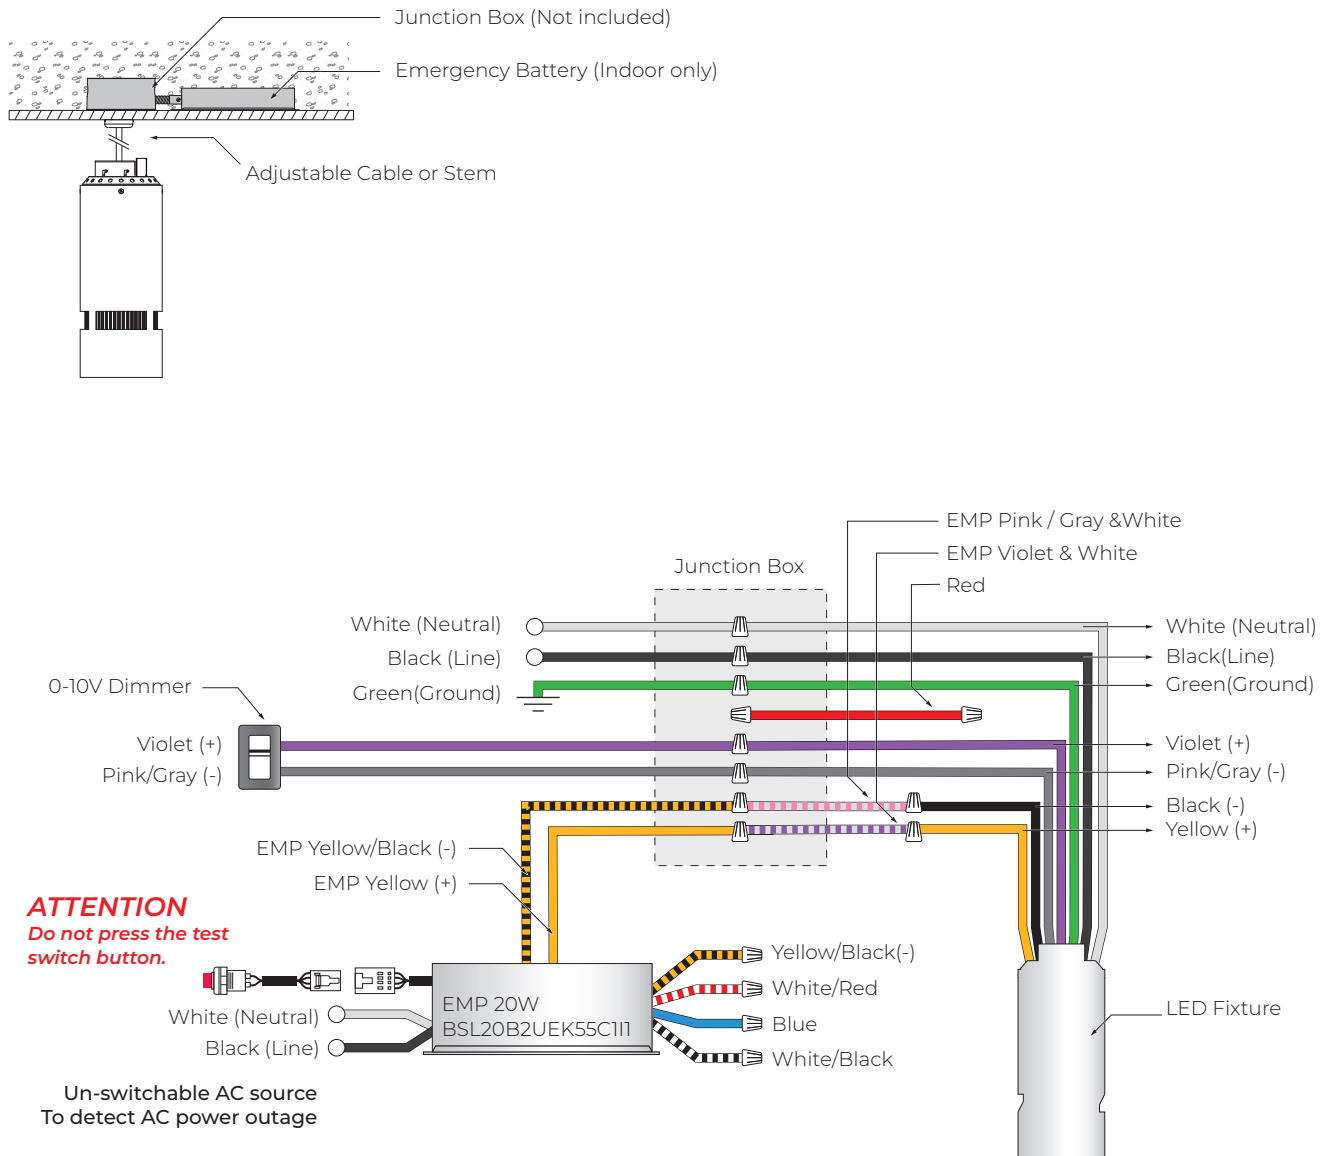 Junction Box (Not included)
Emergency Battery (Indoor only)
Adjustable Cable or Stem
EMP Pink / Gray &White
EMP Violet & White
Red
Junction Box
White (Neutral)
Black (Line)
Green(Ground)
0-10V Dimmer
Violet (+)
Pink/Gray (-)
White (Neutral)
Black(Line)
Green(Ground)
Violet (+)
Pink/Gray (-)
Black (-)
Yellow (+)
EMP Yellow/Black (-)
EMP Yellow (+)
ATTENTION
Do not press the test
switch button.
White (Neutral)
Black (Line)
EMP 20W
BSL20B2UEK55C1I1
Yellow/Black(-)
White/Red
Blue
White/Black
LED Fixture
Un-switchable AC source
To detect AC power outage